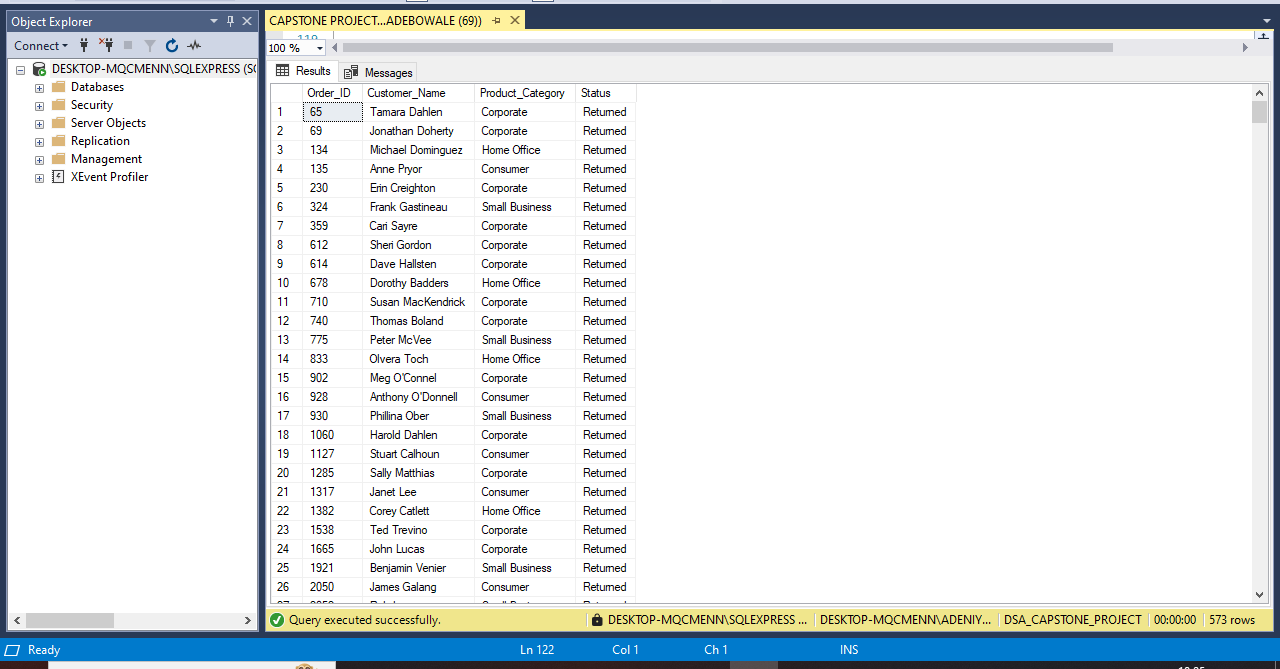 Object Explorer
Connect
DESKTOP-MQCMENN\SQLEXPRESS (S
Databases
Security
Server Objects
Replication
Management
XEvent Profiler
CAPSTONE PROJECT...ADEBOWALE (69))
100 %
Results Messages
Order_ID Customer_Name Product_Category Status
1 65 Tamara Dahlen Corporate Returned
2 69 Jonathan Doherty Corporate Returned
3 134 Michael Dominguez Home Office Returned
4 135 Anne Pryor Consumer Returned
5 230 Erin Creighton Corporate Returned
6 324 Frank Gastineau Small Business Returned
7 359 Cari Sayre Corporate Returned
8 612 Sheri Gordon Corporate Returned
9 614 Dave Hallsten Corporate Returned
10 678 Dorothy Badders Home Office Returned
11 710 Susan MacKendrick Corporate Returned
12 740 Thomas Boland Corporate Returned
13 775 Peter McVee Small Business Returned
14 833 Olvera Toch Home Office Returned
15 902 Meg O'Connel Corporate Returned
16 928 Anthony O'Donnell Consumer Returned
17 930 Phillina Ober Small Business Returned
18 1060 Harold Dahlen Corporate Returned
19 1127 Stuart Calhoun Consumer Returned
20 1285 Sally Matthias Corporate Returned
21 1317 Janet Lee Consumer Returned
22 1382 Corey Catlett Home Office Returned
23 1538 Ted Trevino Corporate Returned
24 1665 John Lucas Corporate Returned
25 1921 Benjamin Venier Small Business Returned
26 2050 James Galang Consumer Returned
Query executed successfully. DESKTOP-MQCMENN\SQLEXPRESS ... DESKTOP-MQCMENN\ADENIY... DSA_CAPSTONE_PROJECT 00:00:00 573 rows
Ready Ln 122 Col 1 Ch 1 INS